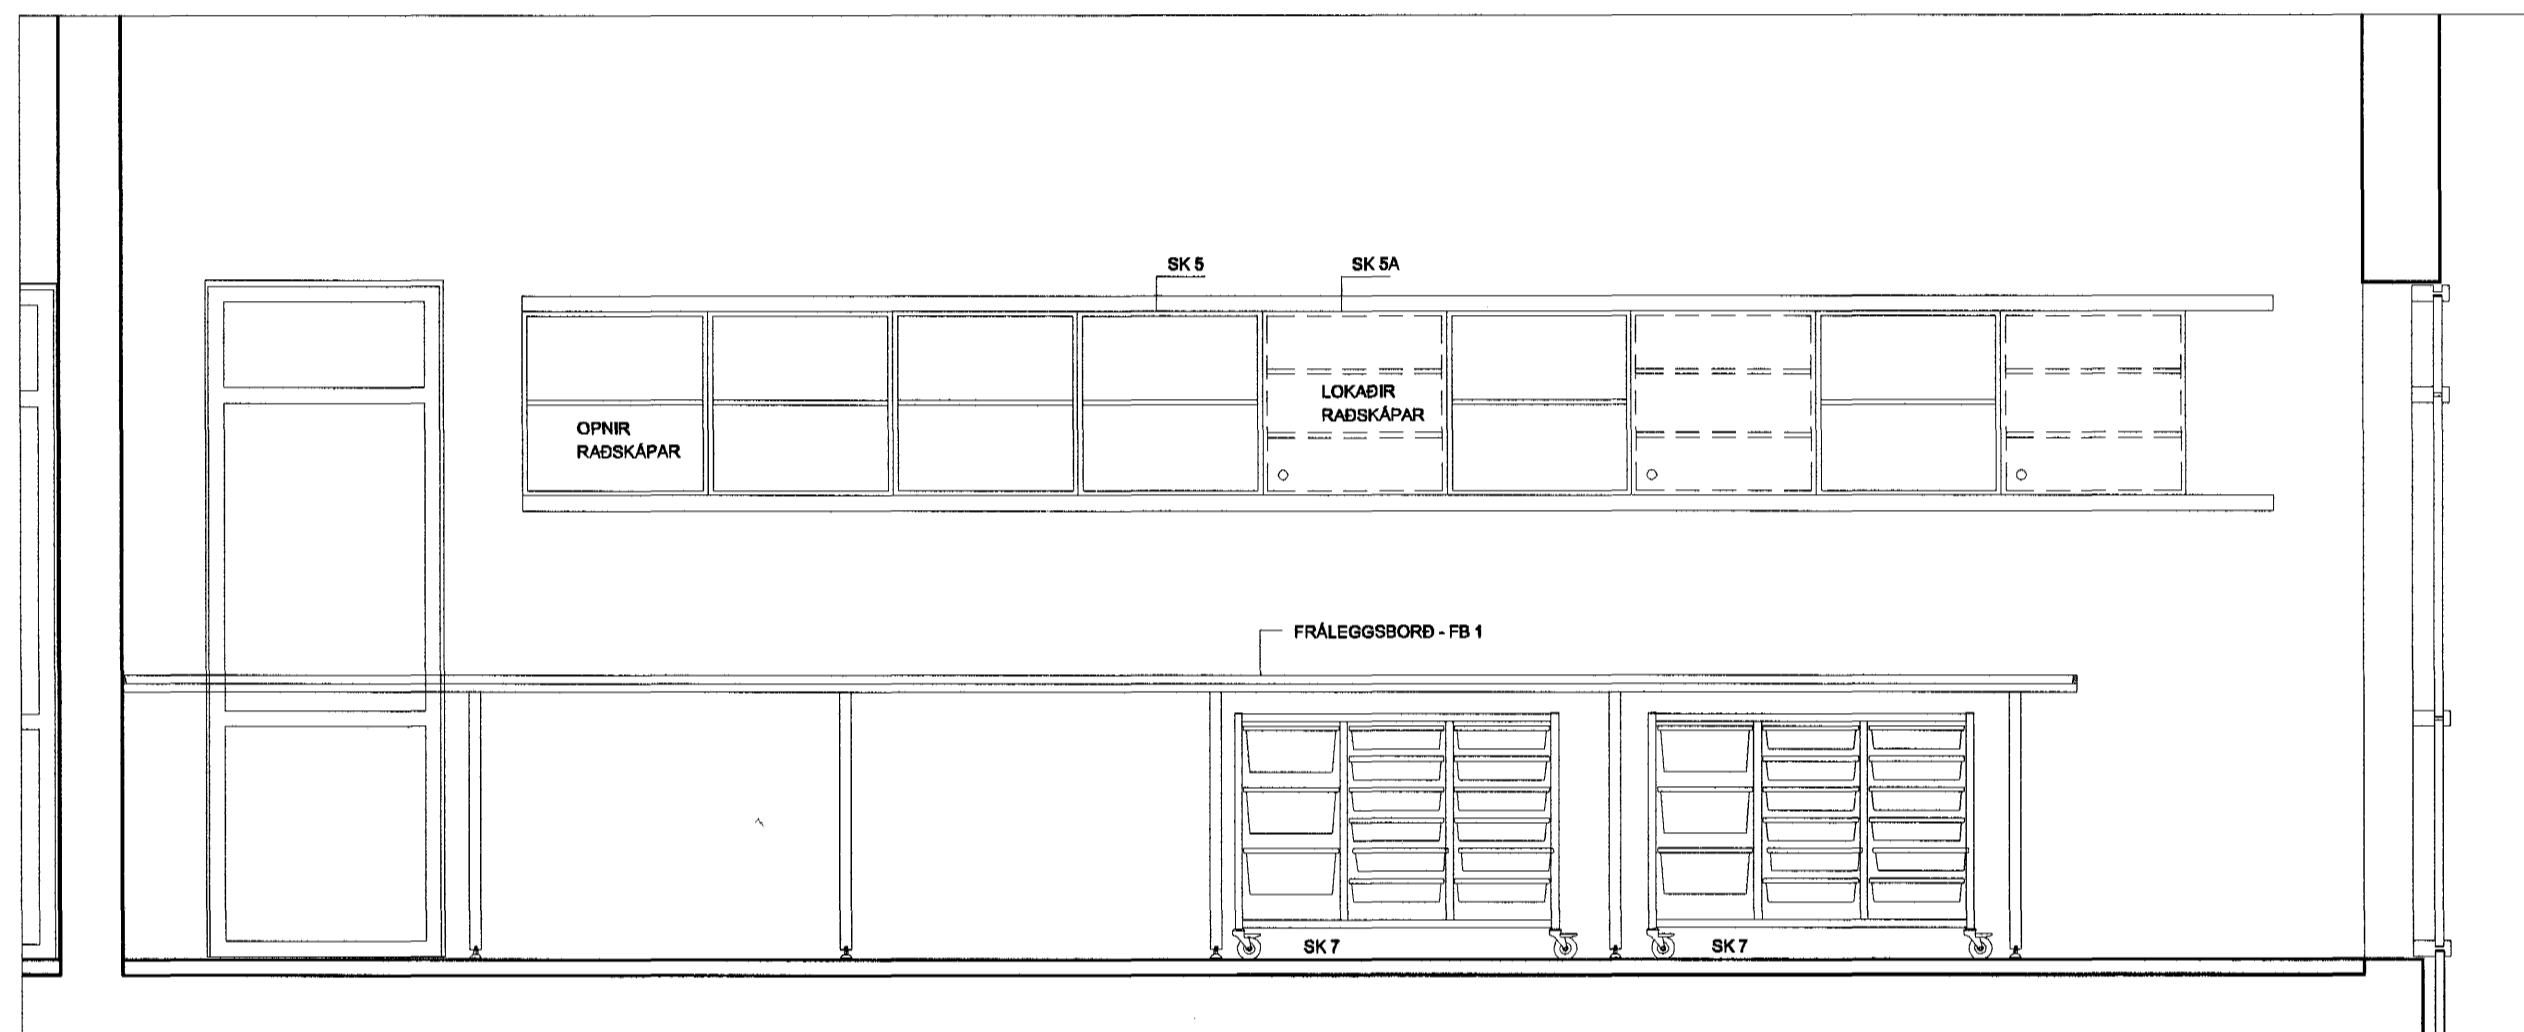 SK 5
SK 5A
LOKAÐIR
RAÐSKÁPAR
OPNIR
RAÐSKÁPAR
FRÁLEGGSBORÐ - FB 1
SK 7
SK 7